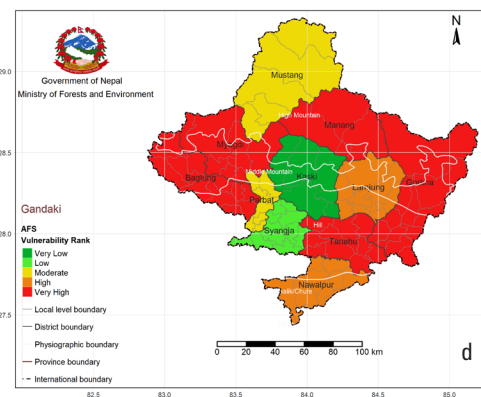 N
29.0
Government of Nepal
Ministry of Forests and Environment
Mustang
High Mountain
Manang
28.5
Myagdi
Middle Mountain
Kaski
Lamjung
Gorkha
Baglung
Parbat
Gandaki
AFS
Vulnerability Rank
Very Low
Low
Moderate
High
Very High
28.0
Syangja
Hill
Tanahu
Nawalpur
27.5
Local level boundary
District boundary
Physiographic boundary
Province boundary
International boundary
0 20 40 60 80 100 km
d
82.5 83.0 83.5 84.0 84.5 85.0